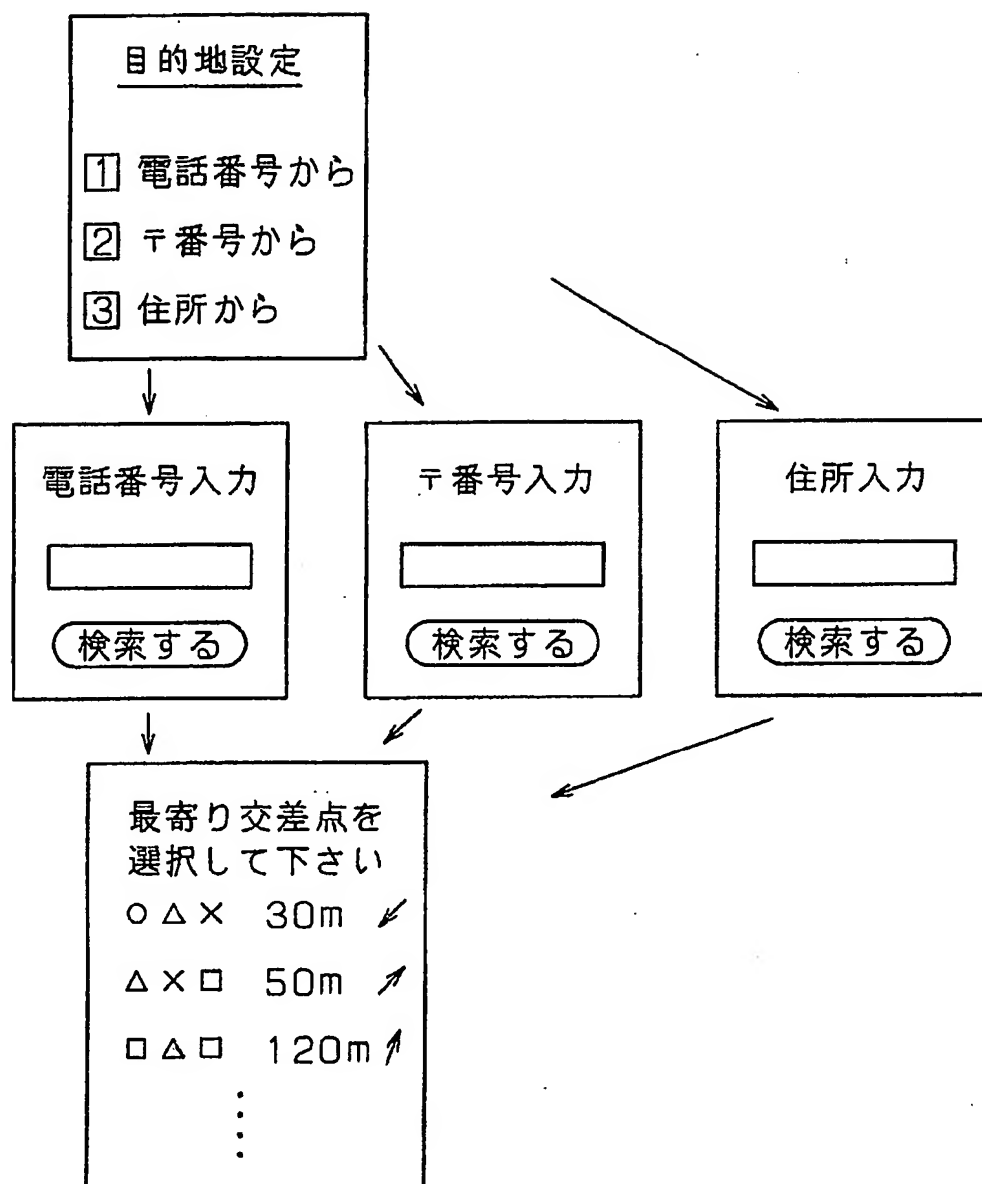 目的地設定
1 電話番号から
2 〒番号から
3 住所から
電話番号入力
検索する
〒番号入力
検索する
住所入力
検索する
最寄り交差点を
選択して下さい
○△× 30m ↙
△×□ 50m ↗
□△□ 120m ↗